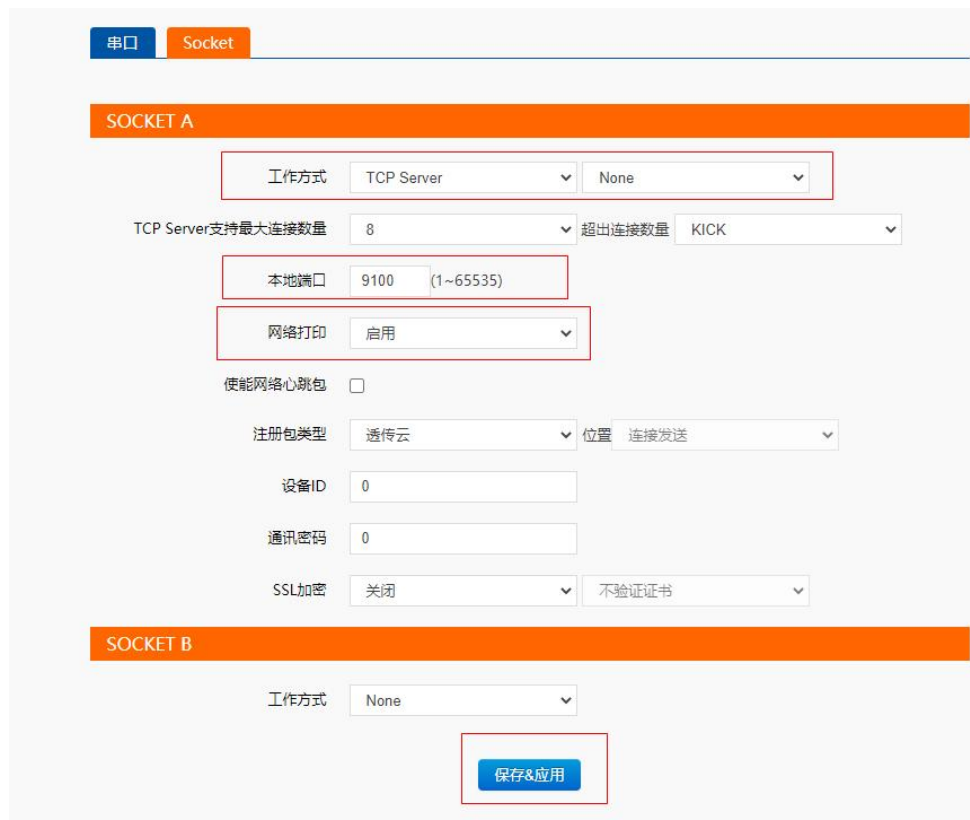 串口 Socket
SOCKET A
工作方式 TCP Server None
TCP Server支持最大连接数量 8 超出连接数量 KICK
本地端口 9100 (1~65535)
网络打印 启用
使能网络心跳包
注册包类型 透传云 位置 连接发送
设备ID 0
通讯密码 0
SSL加密 关闭 不验证证书
SOCKET B
工作方式 None
保存&应用